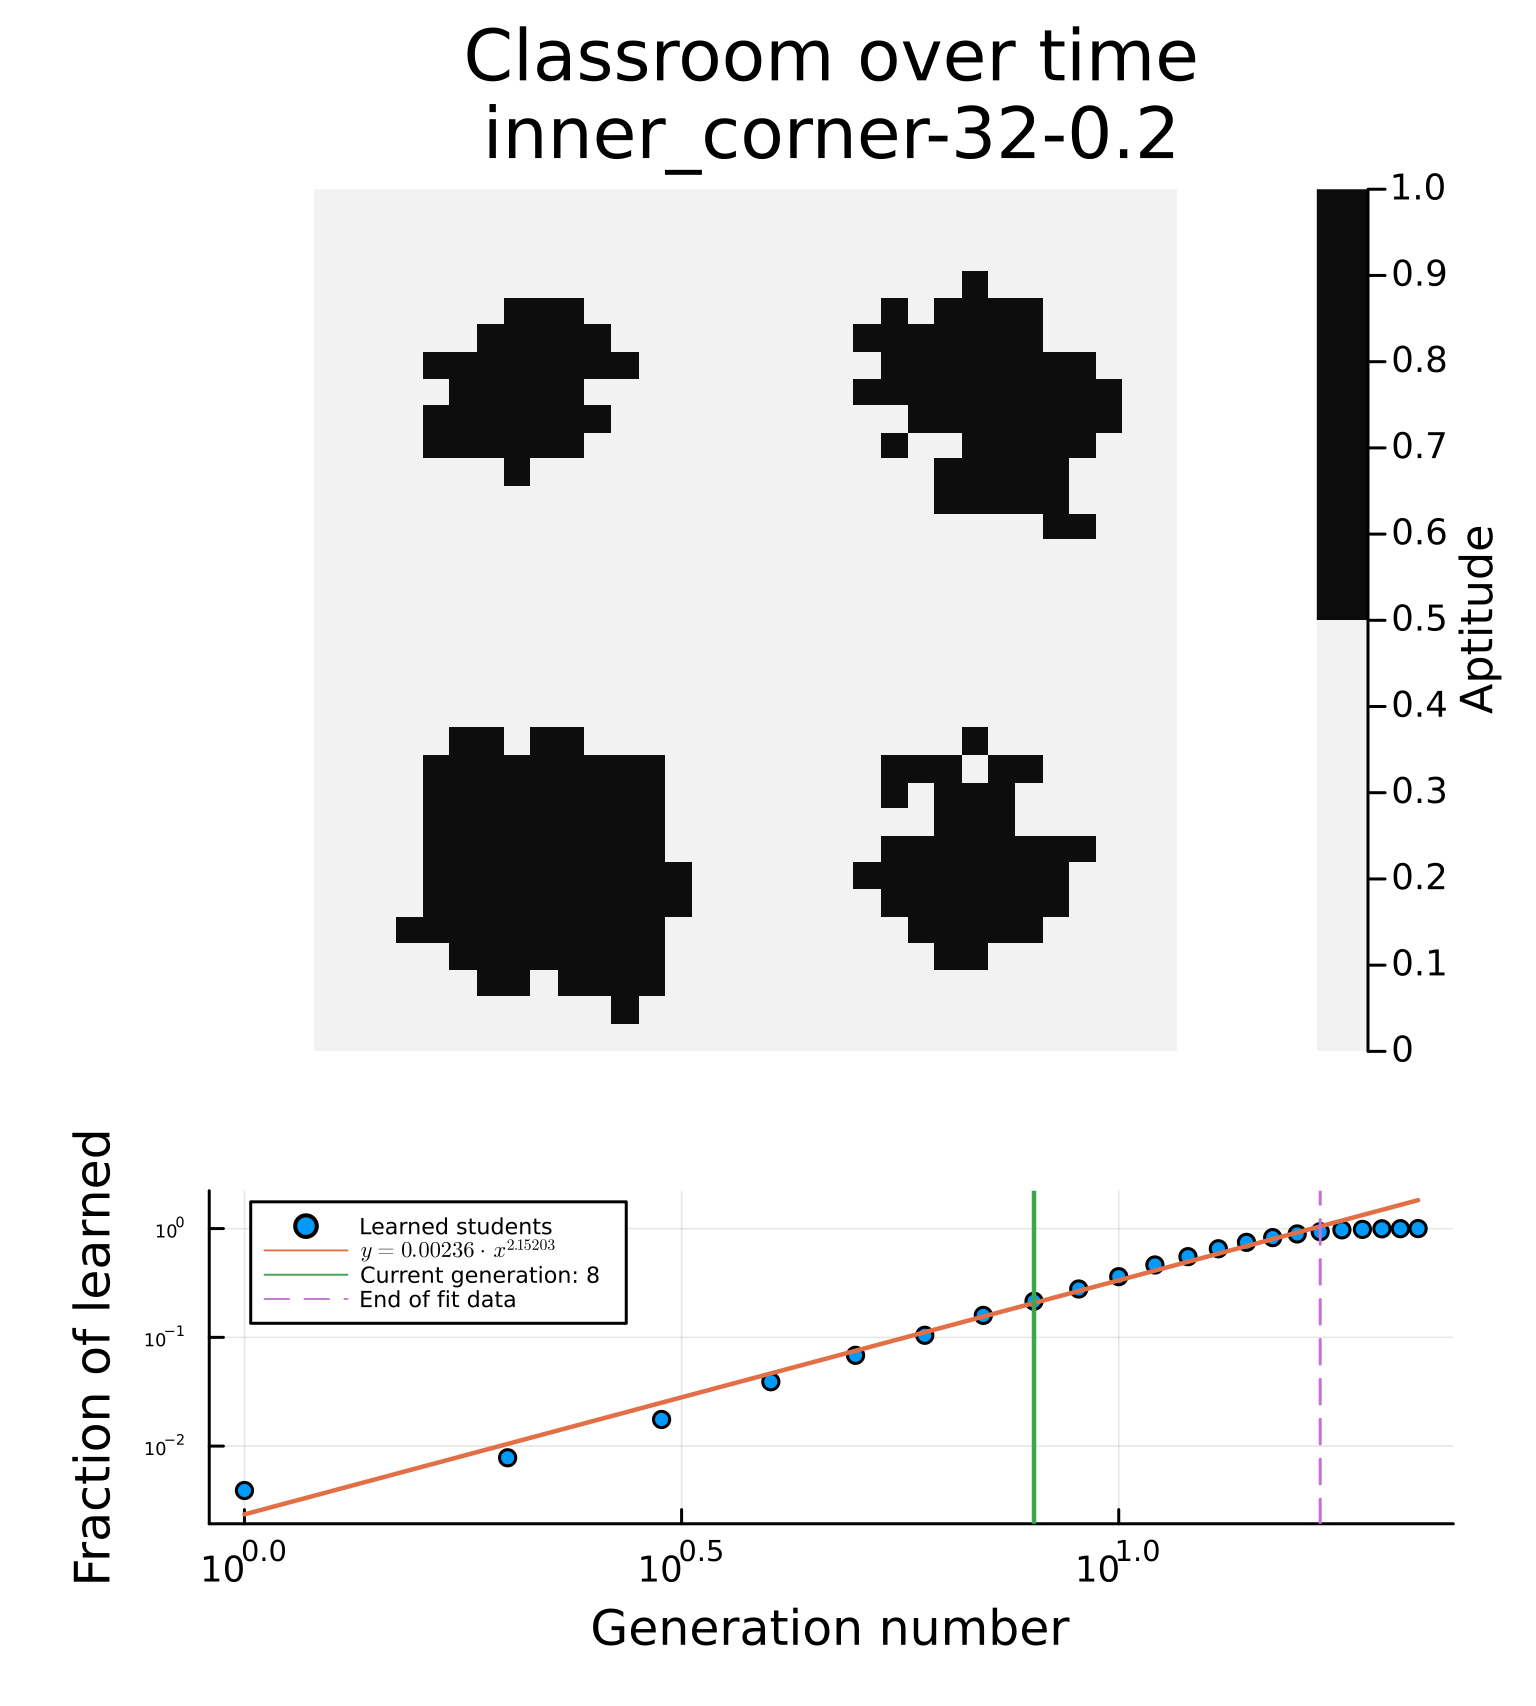 Classroom over time
inner_corner-32-0.2
1.0
0.9
0.8
0.7
0.6
0.5
0.4
0.3
0.2
0.1
0
Aptitude
Fraction of learned
10⁰
10⁻¹
10⁻²
Learned students
y = 0.00236 · x^2.15203
Current generation: 8
End of fit data
10^0.0
10^0.5
10^1.0
Generation number